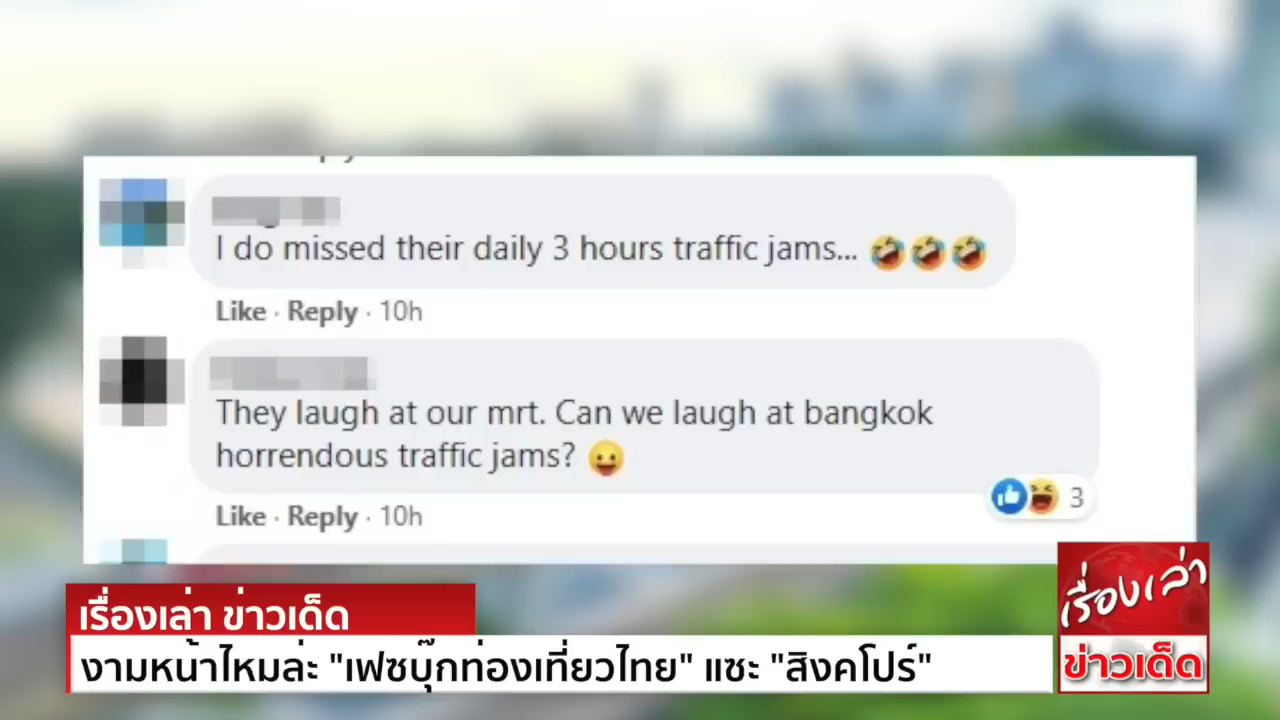 I do missed their daily 3 hours traffic jams... 🤣🤣🤣
Like · Reply · 10h
They laugh at our mrt. Can we laugh at bangkok
horrendous traffic jams? 😛
3
Like · Reply · 10h
เรื่องเล่า ข่าวเด็ด
งามหน้าไหมล่ะ "เฟซบุ๊กท่องเที่ยวไทย" แซะ "สิงคโปร์"
เรื่องเล่า
ข่าวเด็ด